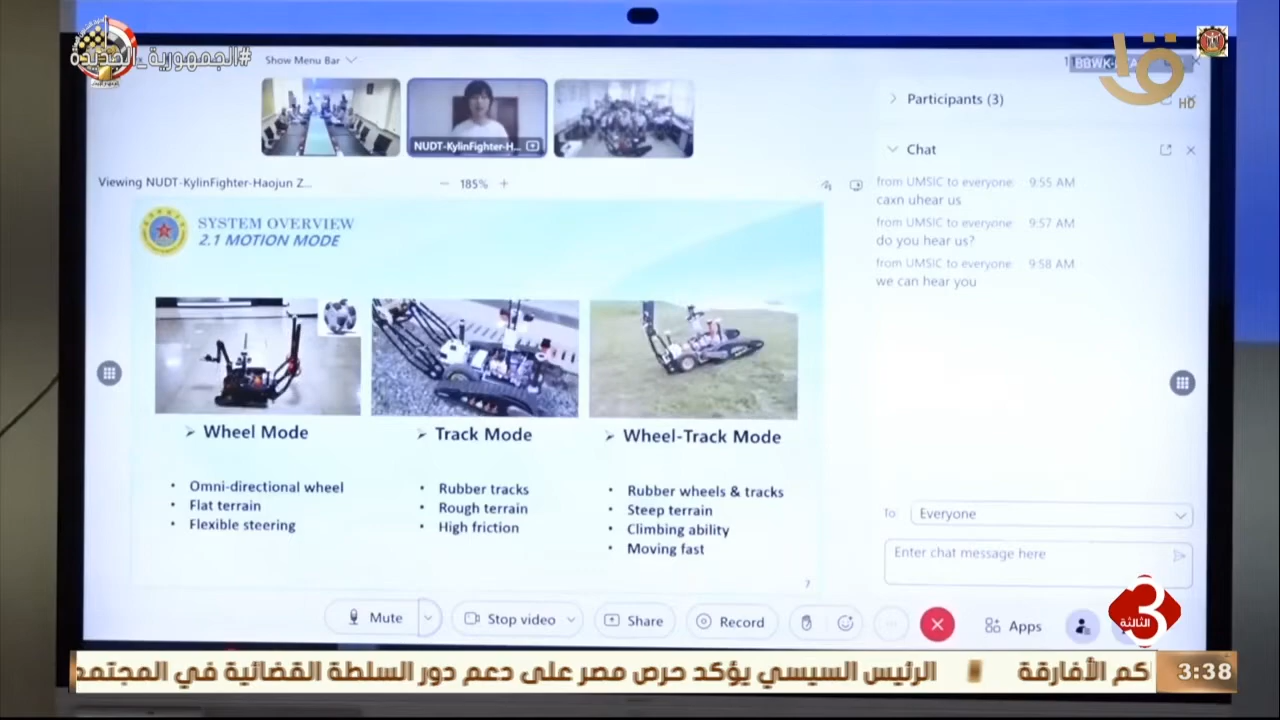 #الجمهورية_الجديدة
Show Menu Bar
BBWK-
HD
NUDT-KylinFighter-H...
Participants (3)
Chat
Viewing NUDT-KylinFighter-Haojun Z...
185%
from UMSIC to everyone: 9:55 AM
caxn uhear us
from UMSIC to everyone: 9:57 AM
do you hear us?
from UMSIC to everyone: 9:58 AM
we can hear you
SYSTEM OVERVIEW
2.1 MOTION MODE
Wheel Mode
Omni-directional wheel
Flat terrain
Flexible steering
Track Mode
Rubber tracks
Rough terrain
High friction
Wheel-Track Mode
Rubber wheels & tracks
Steep terrain
Climbing ability
Moving fast
7
To: Everyone
Enter chat message here
Mute
Stop video
Share
Record
Apps
3
الثالثة
كم الأفارقة
الرئيس السيسي يؤكد حرص مصر على دعم دور السلطة القضائية في المجتمع
3:38